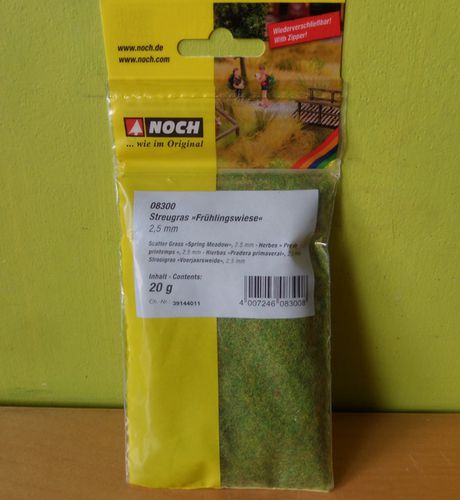 www.noch.de
www.noch.com
Wiederverschließbar!
With Zipper!
NOCH
... wie im Original
08300
Streugras »Frühlingswiese«
2,5 mm
Scatter Grass »Spring Meadow«, 2,5 mm - Herbes »
printemps «, 2,5 mm - Hierbas »Pradera primaveral«, 2,5 mm
Strooigras »Voorjaarsweide«, 2,5 mm
Inhalt - Contents:
20 g
Ch.-Nr. 39144011
4 007246 083008